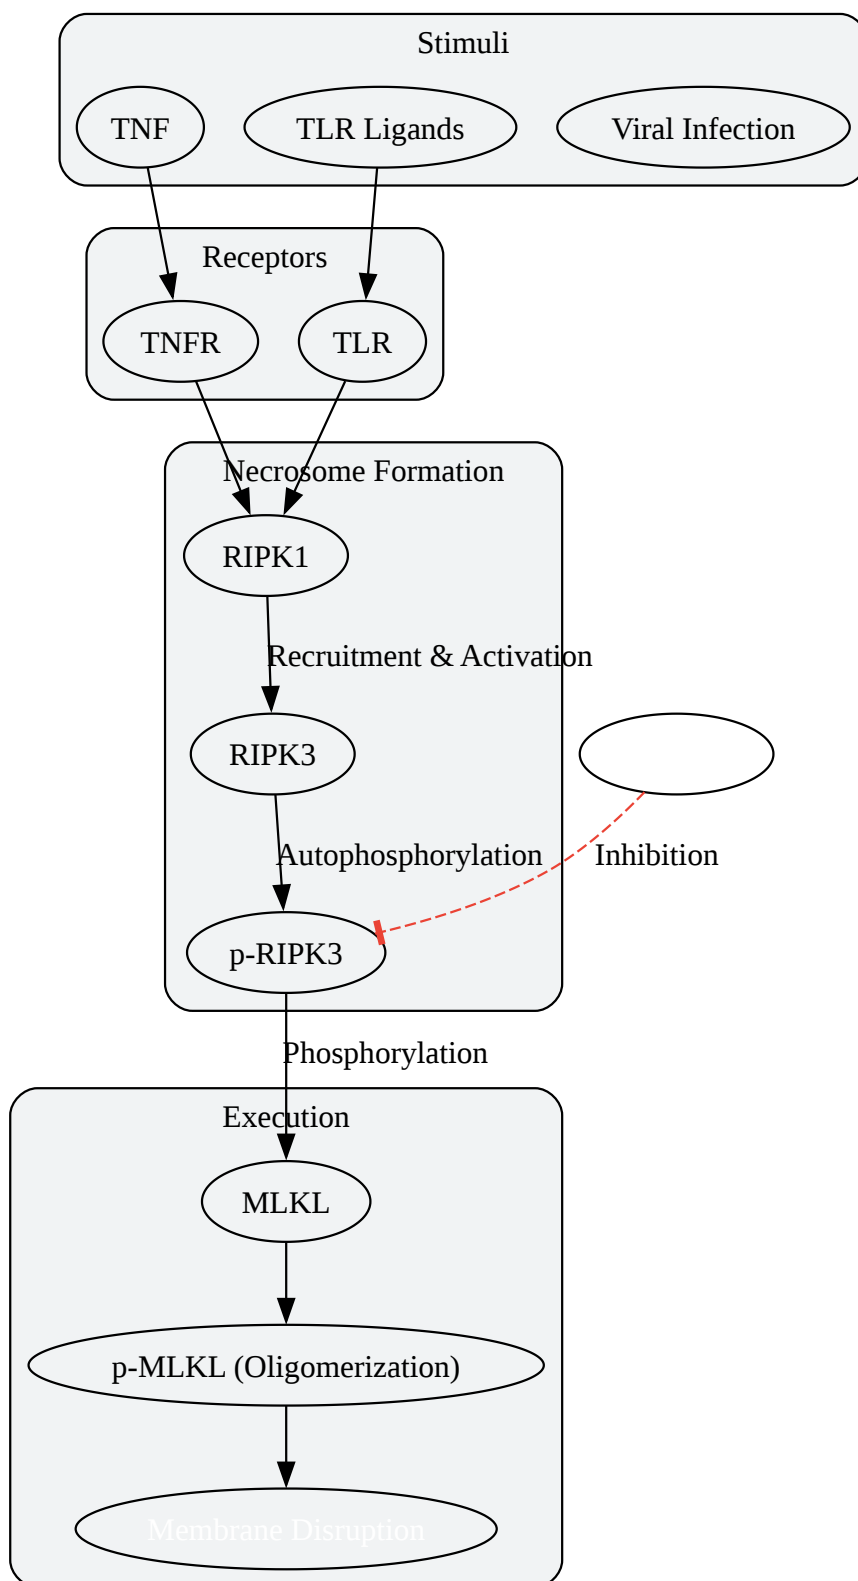 Stimuli
TNF
TLR Ligands
Viral Infection
Receptors
TNFR
TLR
Necrosome Formation
RIPK1
Recruitment & Activation
RIPK3
Autophosphorylation
Inhibition
p-RIPK3
Phosphorylation
Execution
MLKL
p-MLKL (Oligomerization)
Membrane Disruption